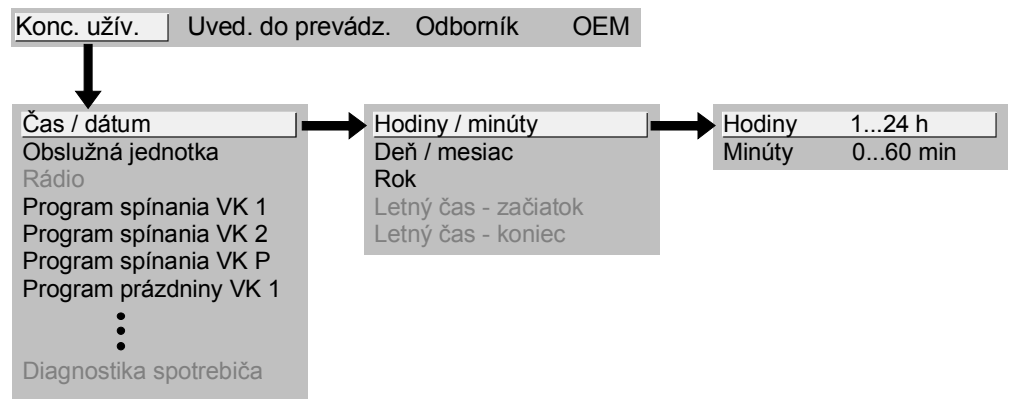 Konc. užív. Uved. do prevádz. Odborník OEM
Čas / dátum
Obslužná jednotka
Rádio
Program spínania VK 1
Program spínania VK 2
Program spínania VK P
Program prázdniny VK 1
Diagnostika spotrebiča
Hodiny / minúty
Deň / mesiac
Rok
Letný čas - začiatok
Letný čas - koniec
Hodiny 1...24 h
Minúty 0...60 min